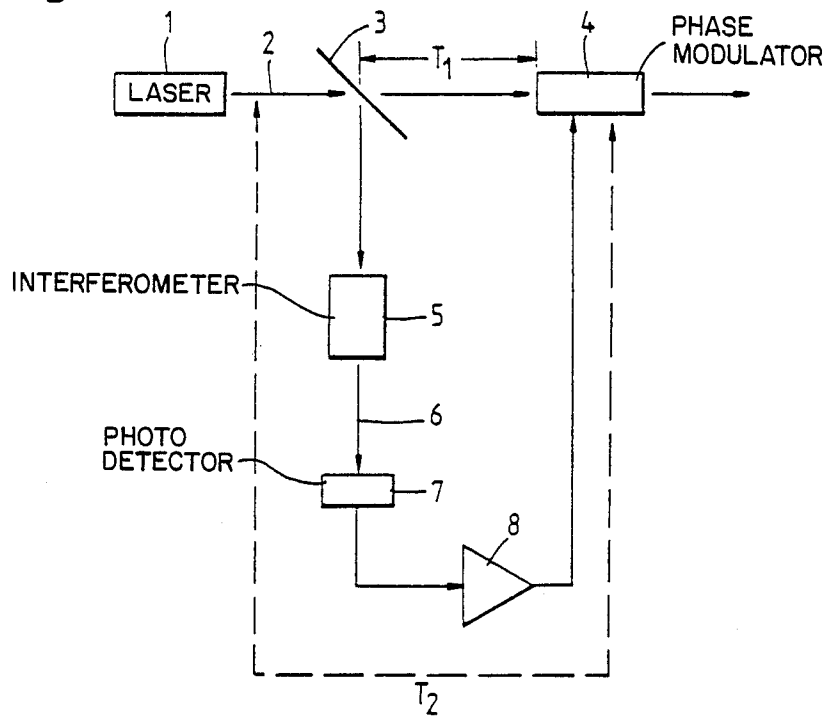 1
2
3
T1
4
PHASE
MODULATOR
LASER
INTERFEROMETER
5
6
PHOTO
DETECTOR
7
8
T2